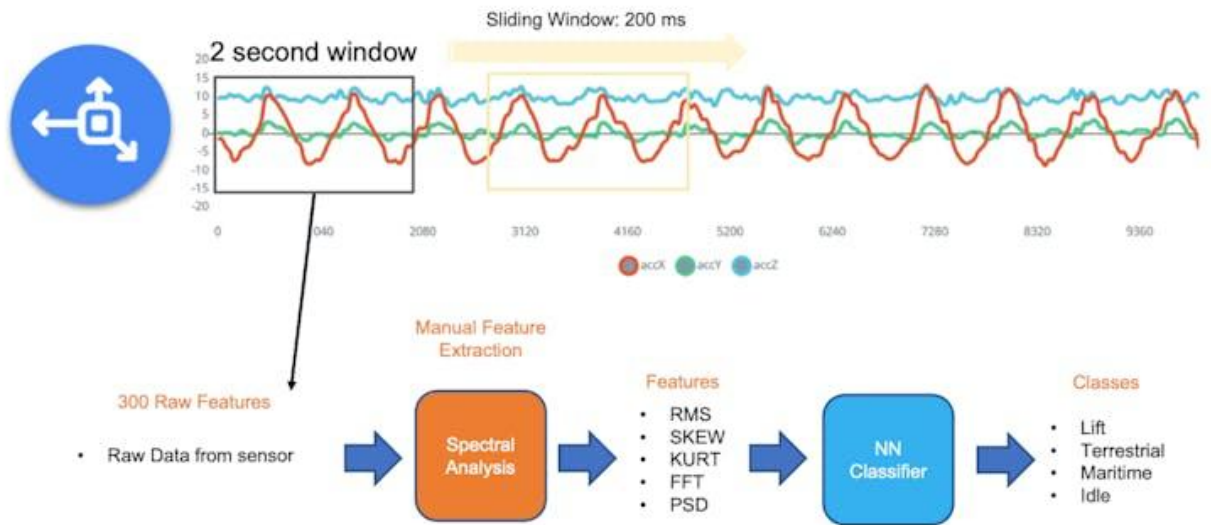 Sliding Window: 200 ms
2 second window
20
15
10
5
0
-5
-10
-15
-20
0 040 2080 3120 4160 5200 6240 7280 8320 9360
accX accY accZ
Manual Feature
Extraction
300 Raw Features
• Raw Data from sensor
Spectral
Analysis
Features
• RMS
• SKEW
• KURT
• FFT
• PSD
NN
Classifier
Classes
• Lift
• Terrestrial
• Maritime
• Idle